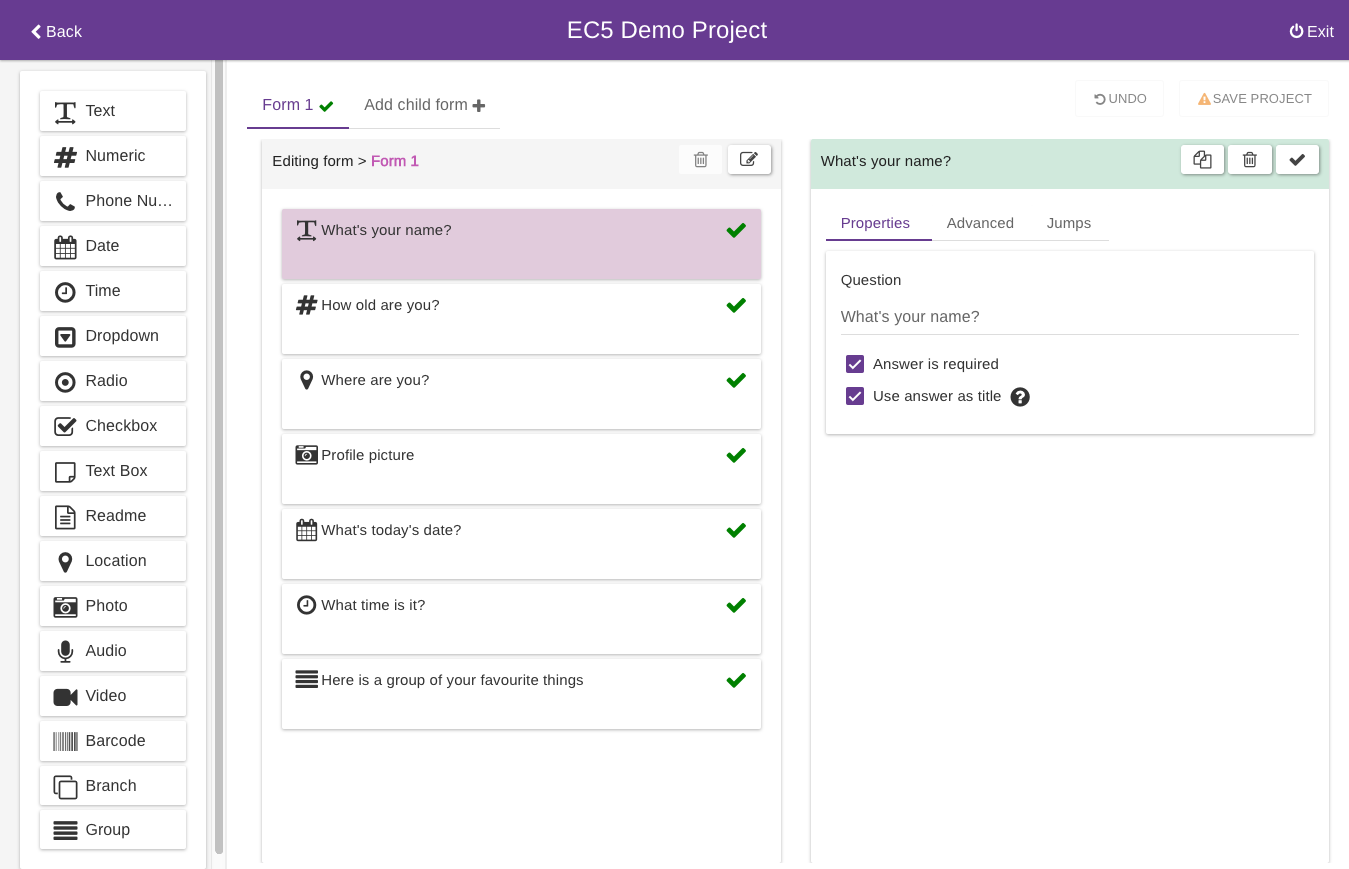 Back
EC5 Demo Project
Exit
Text
Numeric
Phone Nu...
Date
Time
Dropdown
Radio
Checkbox
Text Box
Readme
Location
Photo
Audio
Video
Barcode
Branch
Group
Form 1
Add child form
UNDO
SAVE PROJECT
Editing form > Form 1
What's your name?
How old are you?
Where are you?
Profile picture
What's today's date?
What time is it?
Here is a group of your favourite things
What's your name?
Properties
Advanced
Jumps
Question
What's your name?
Answer is required
Use answer as title